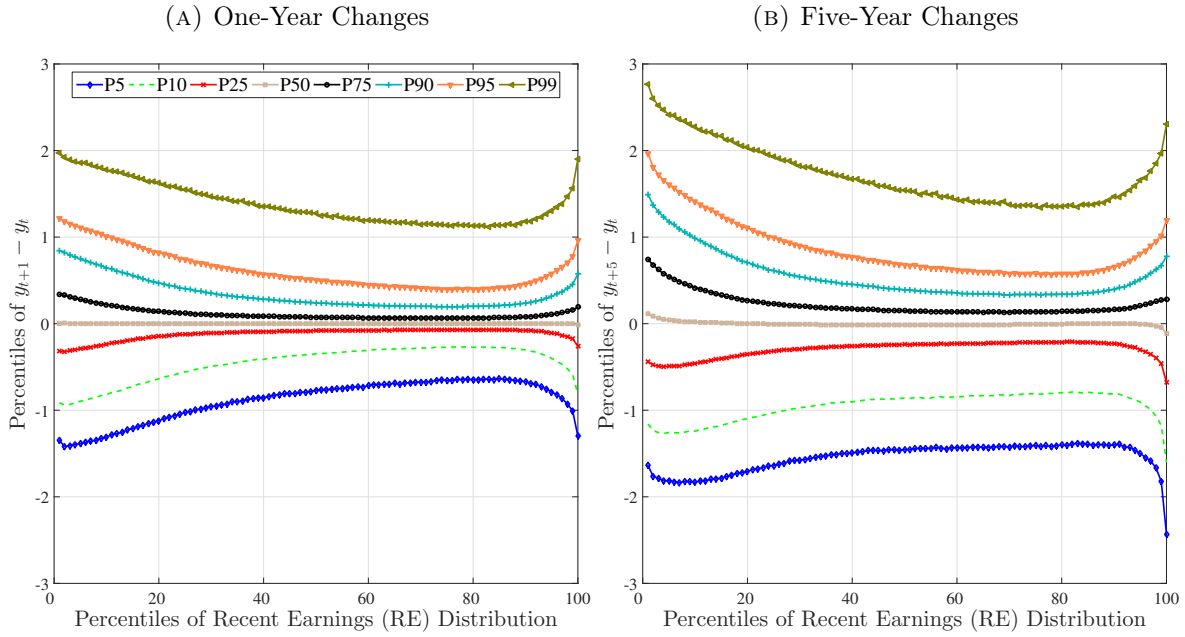 (A) One-Year Changes
3
2
1
0
-1
-2
-3
P5 P10 P25 P50 P75 P90 P95 P99
Percentiles of y_{t+1} − y_t
0 20 40 60 80 100
Percentiles of Recent Earnings (RE) Distribution
(B) Five-Year Changes
3
2
1
0
-1
-2
-3
Percentiles of y_{t+5} − y_t
0 20 40 60 80 100
Percentiles of Recent Earnings (RE) Distribution